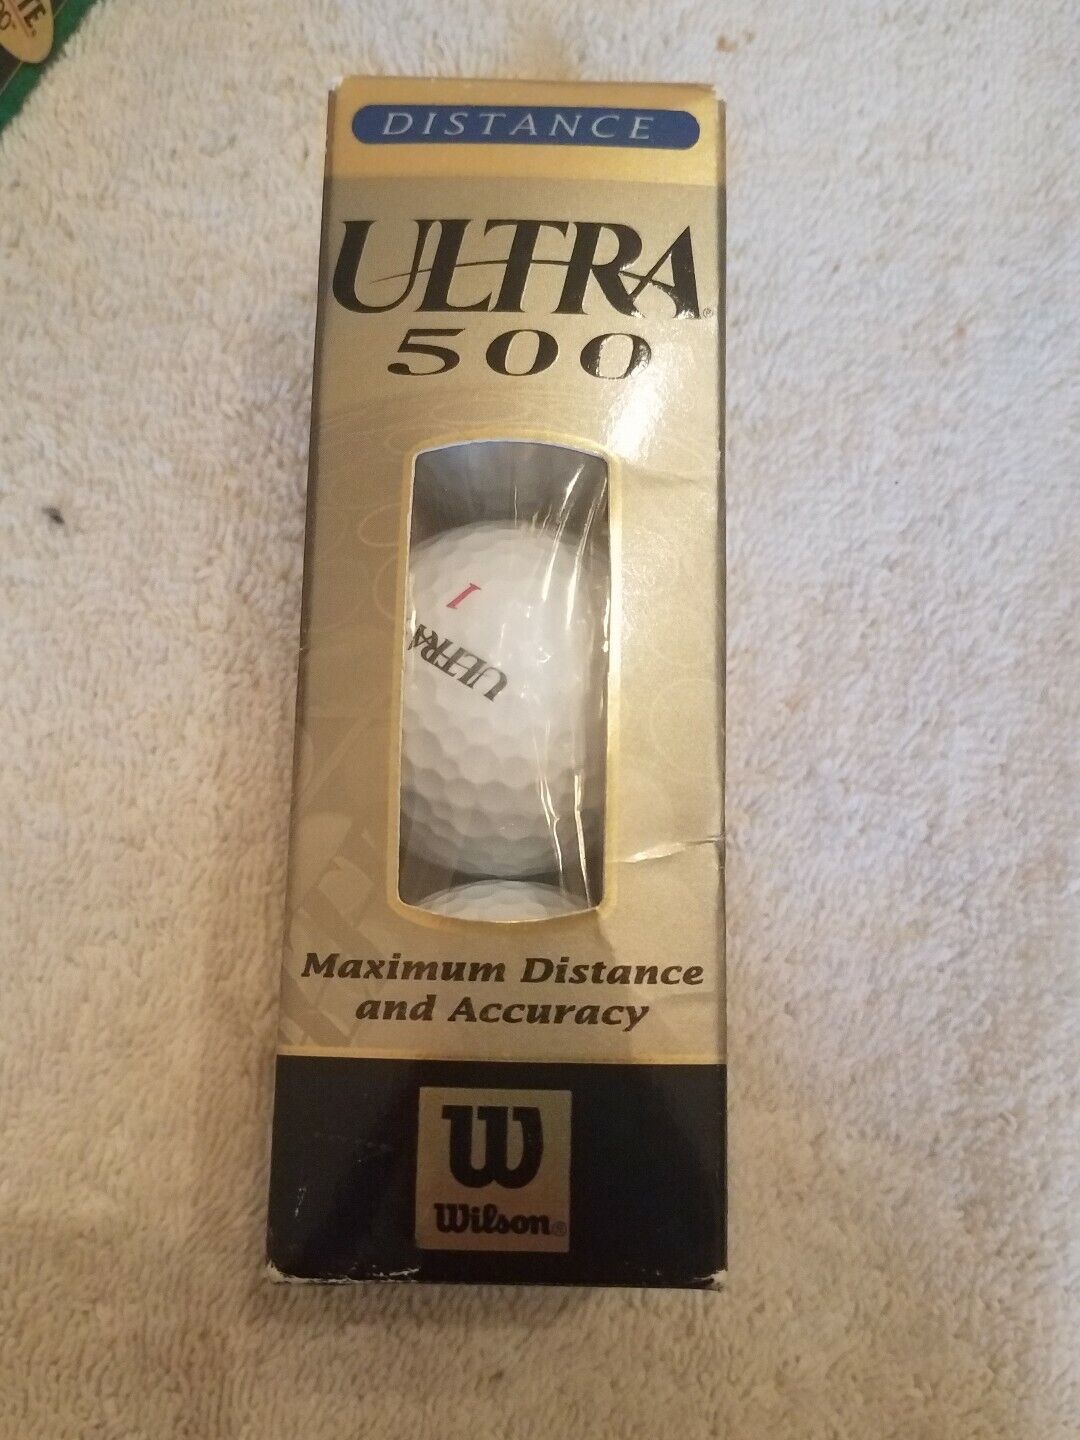 DISTANCE
ULTRA®
500
1
ULTRA
Maximum Distance
and Accuracy
W
Wilson®